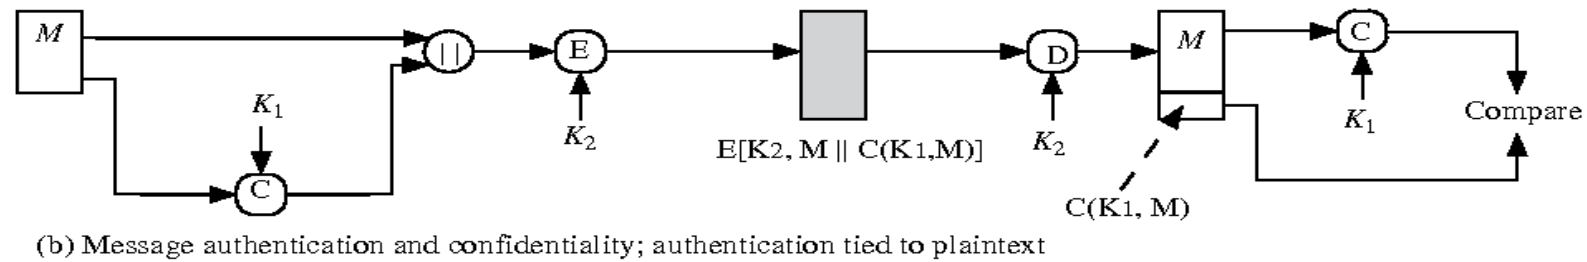 M
||
E
D
M
C
K1
K2
E[K2, M || C(K1,M)]
K2
K1
Compare
C
C(K1, M)
(b) Message authentication and confidentiality; authentication tied to plaintext